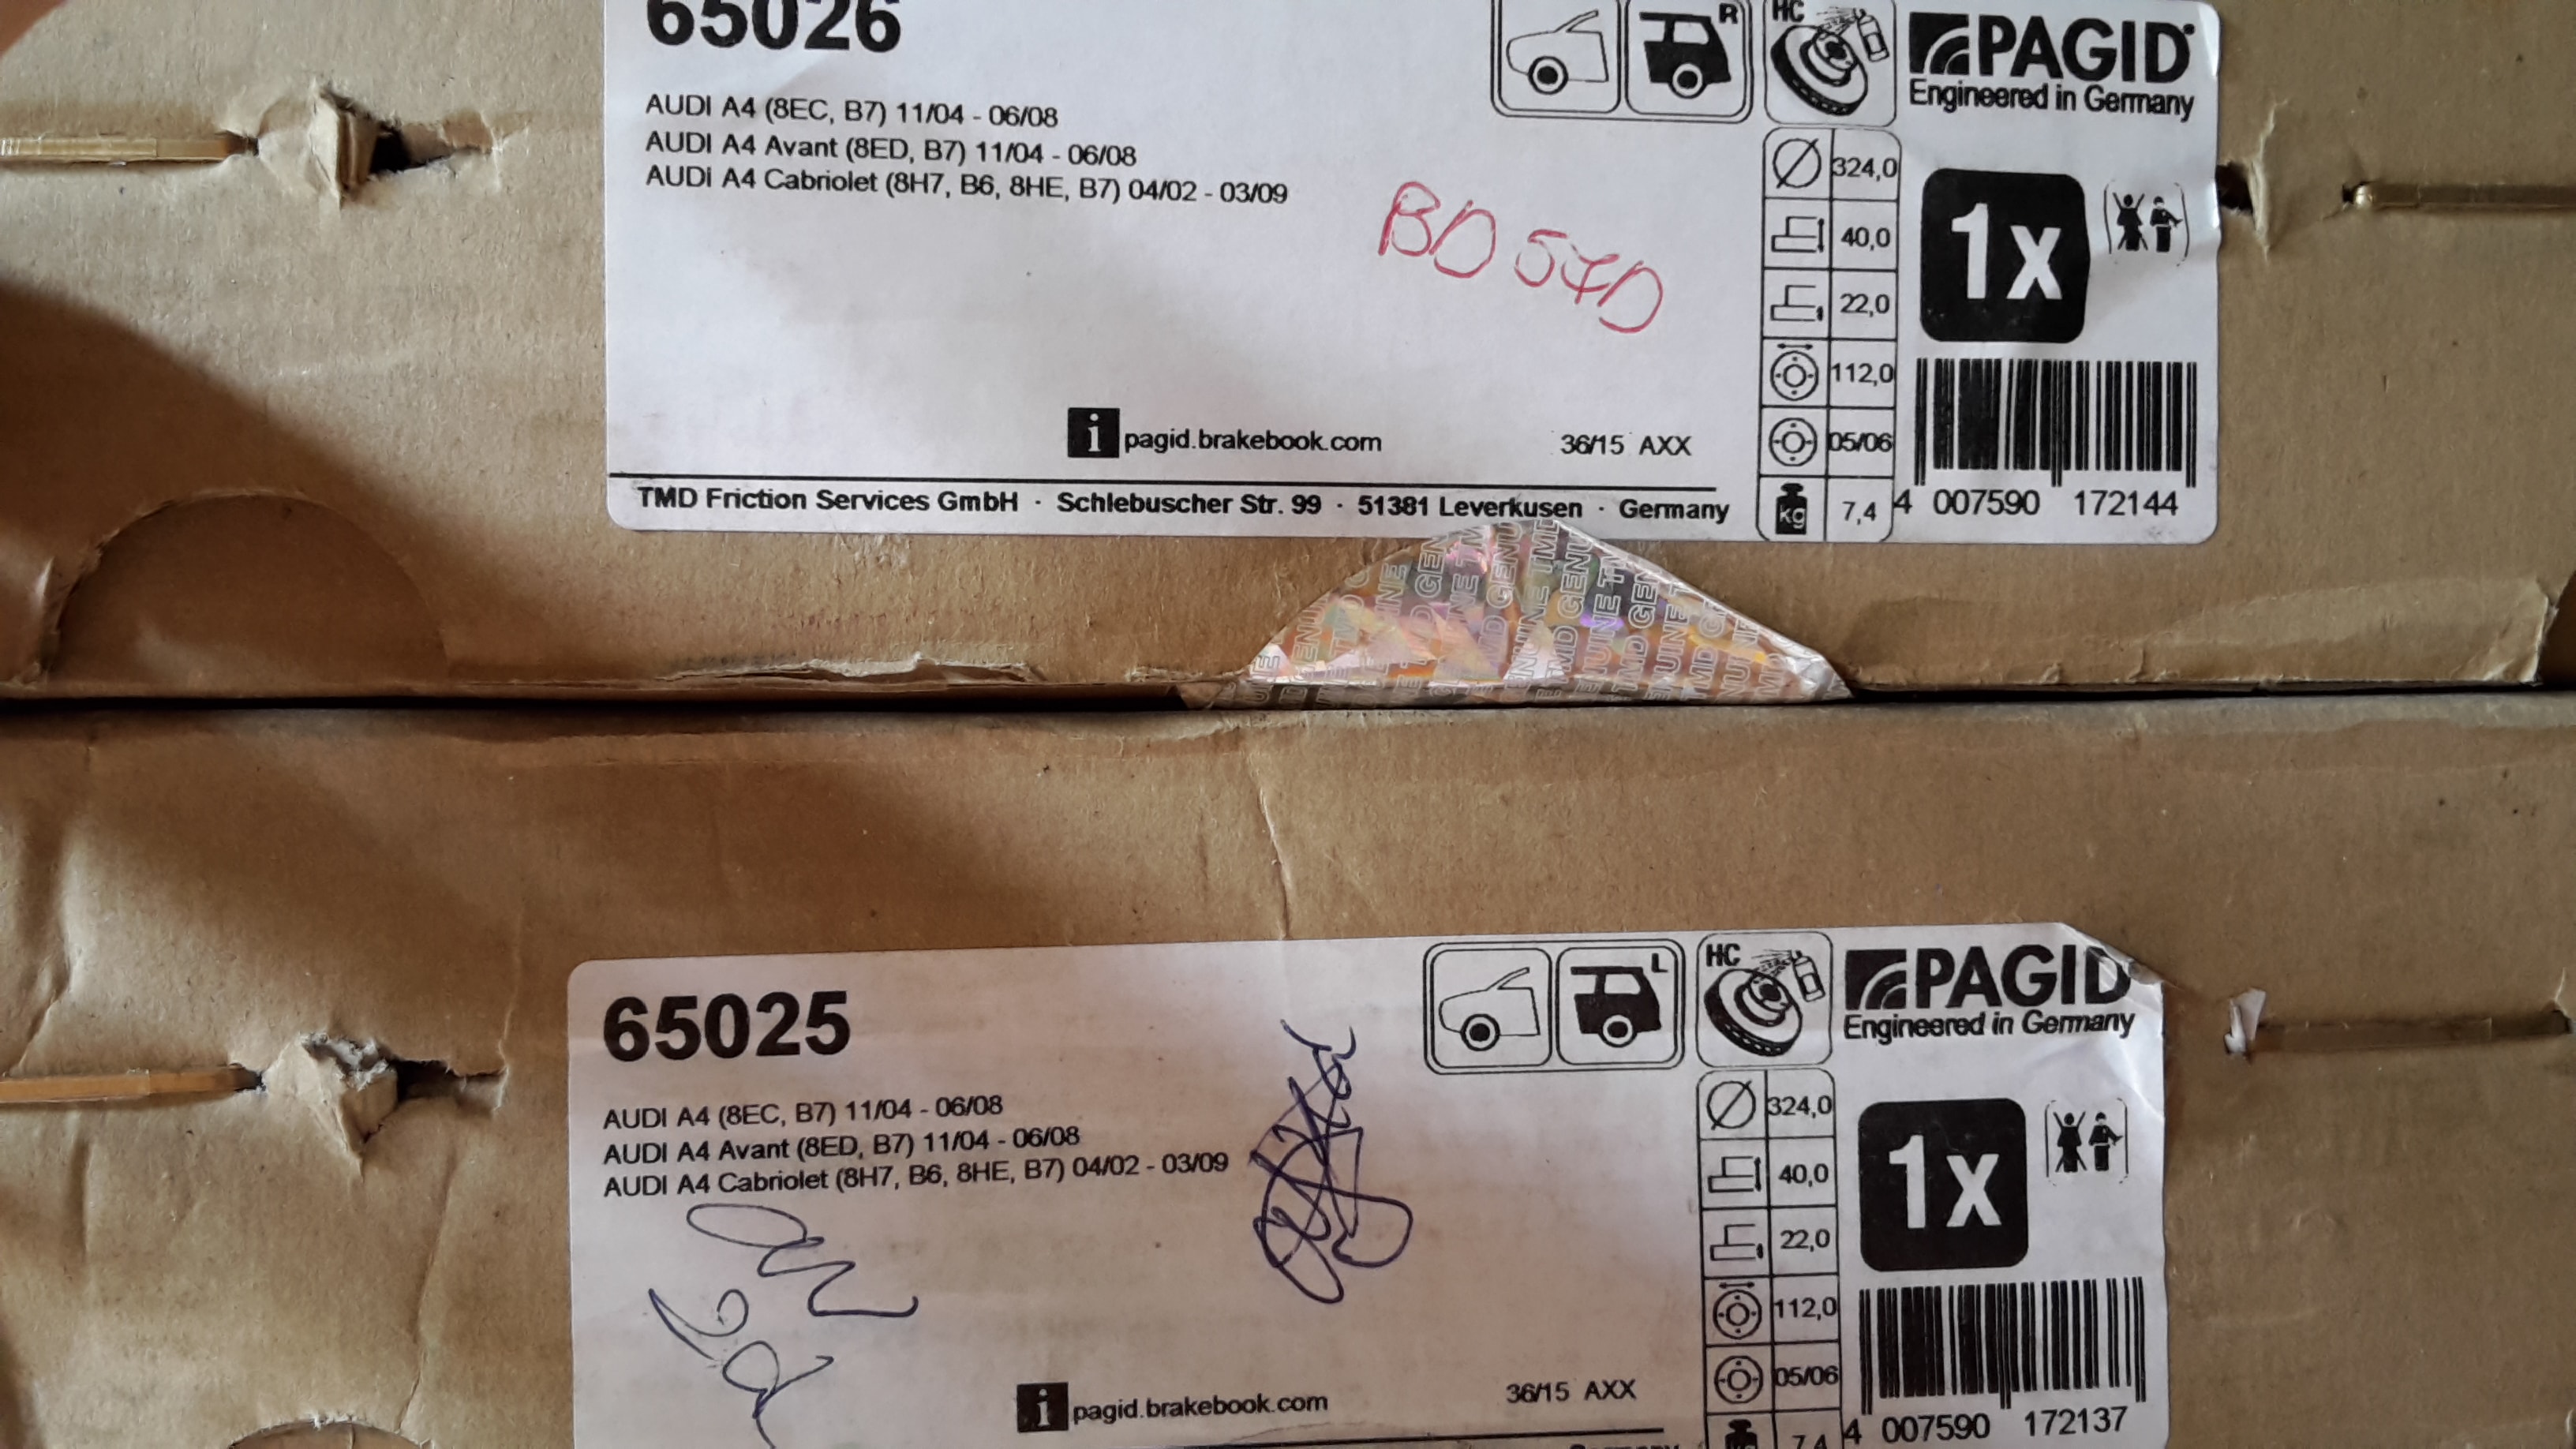 65026
R
HC
PAGID
Engineered in Germany
AUDI A4 (8EC, B7) 11/04 - 06/08
AUDI A4 Avant (8ED, B7) 11/04 - 06/08
AUDI A4 Cabriolet (8H7, B6, 8HE, B7) 04/02 - 03/09
BD 570
324,0
40,0
22,0
112,0
05/06
kg 7,4
1x
i pagid.brakebook.com
36/15 AXX
4 007590 172144
TMD Friction Services GmbH · Schlebuscher Str. 99 · 51381 Leverkusen · Germany
GENUINE TMD
65025
L
HC
PAGID
Engineered in Germany
AUDI A4 (8EC, B7) 11/04 - 06/08
AUDI A4 Avant (8ED, B7) 11/04 - 06/08
AUDI A4 Cabriolet (8H7, B6, 8HE, B7) 04/02 - 03/09
324,0
40,0
22,0
112,0
05/06
7,4
1x
i pagid.brakebook.com
36/15 AXX
4 007590 172137